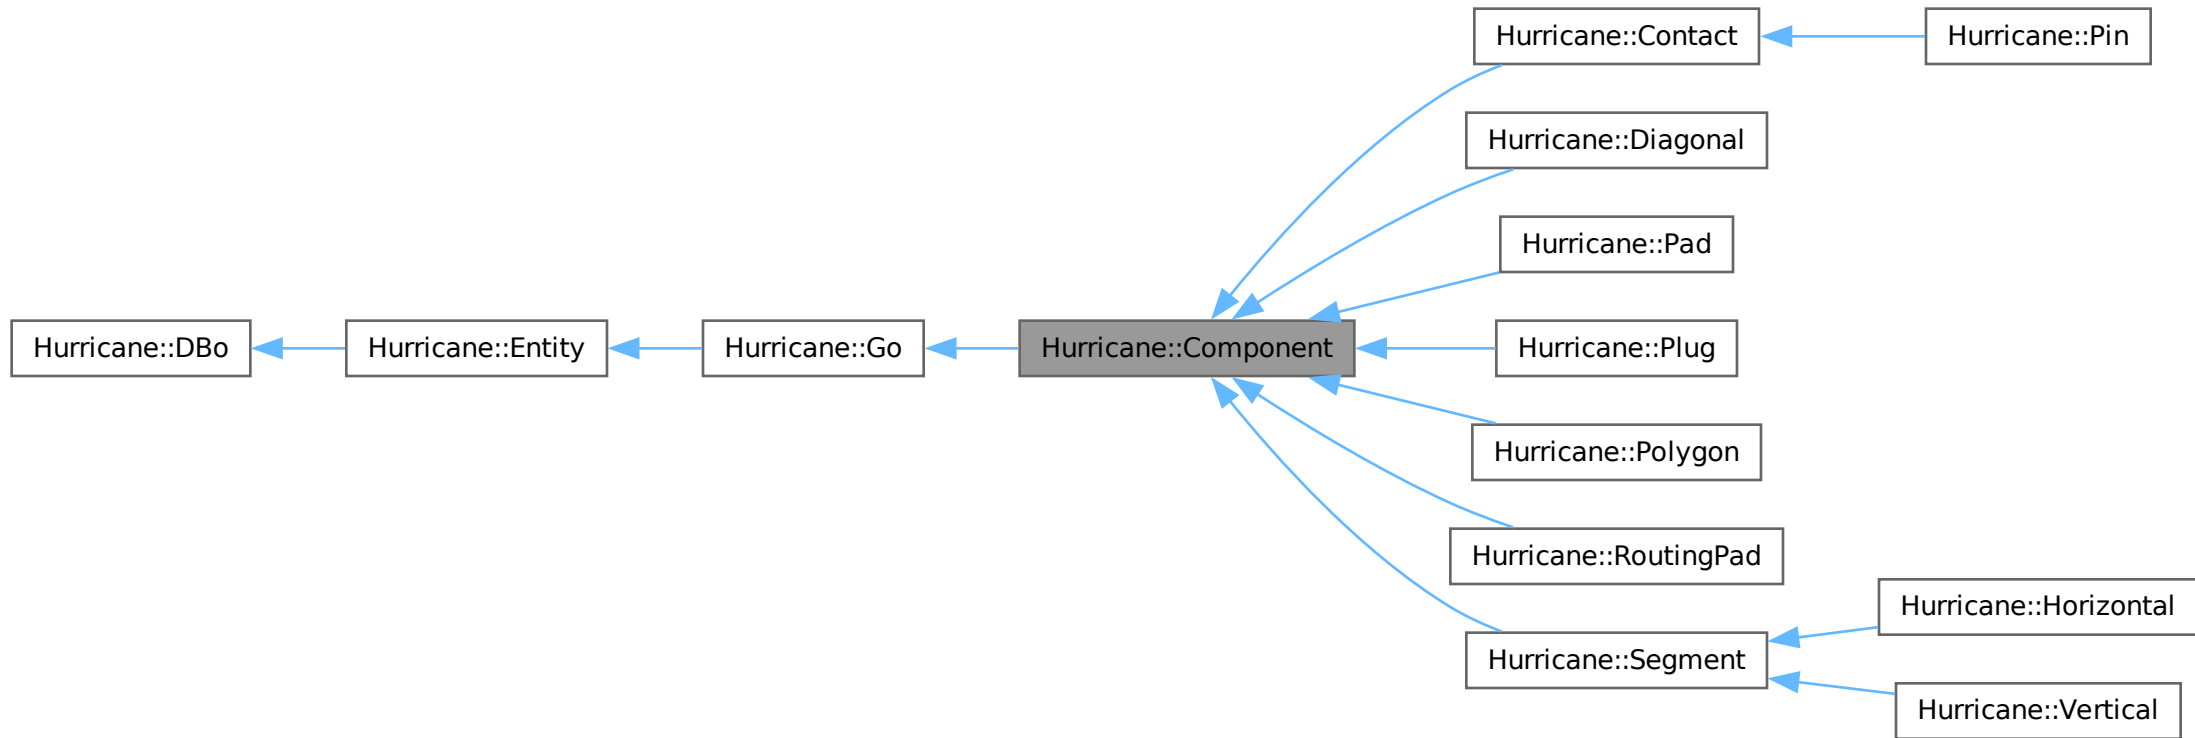 Hurricane::DBo
Hurricane::Entity
Hurricane::Go
Hurricane::Component
Hurricane::Contact
Hurricane::Pin
Hurricane::Diagonal
Hurricane::Pad
Hurricane::Plug
Hurricane::Polygon
Hurricane::RoutingPad
Hurricane::Segment
Hurricane::Horizontal
Hurricane::Vertical